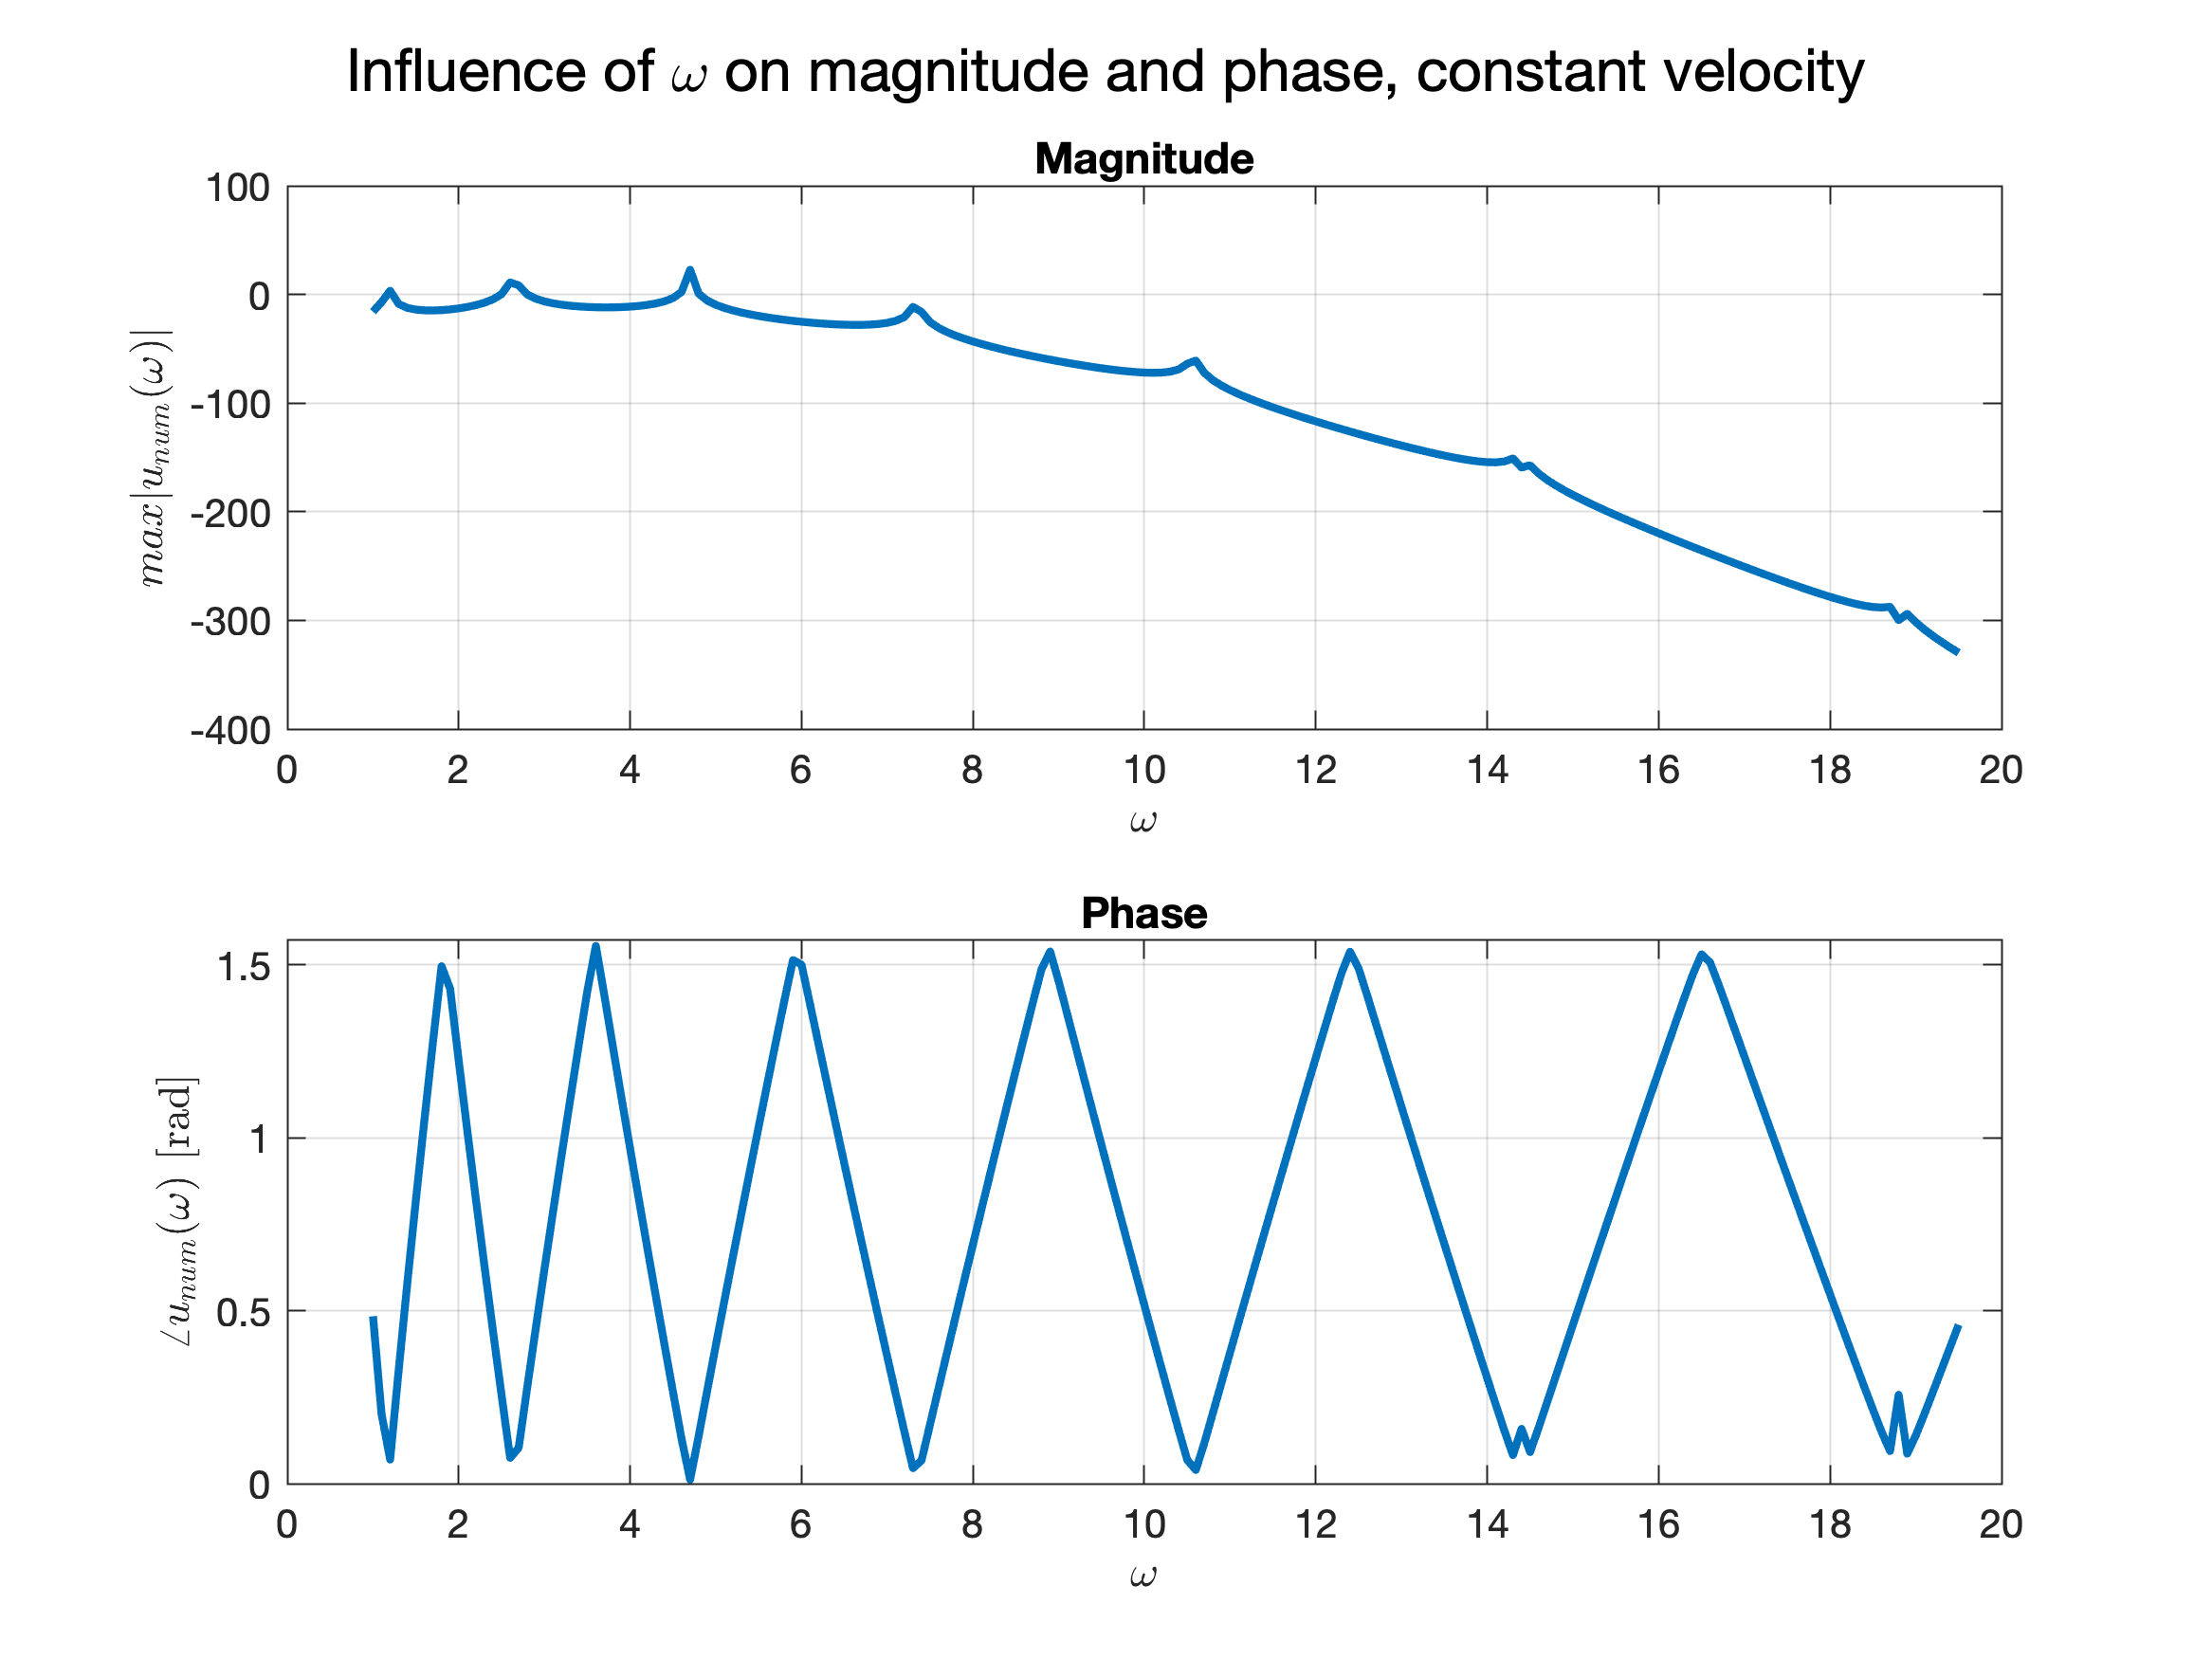 Influence of ω on magnitude and phase, constant velocity
Magnitude
max|u_num(ω)|
100
0
-100
-200
-300
-400
0 2 4 6 8 10 12 14 16 18 20
ω
Phase
∠u_num(ω) [rad]
1.5
1
0.5
0
0 2 4 6 8 10 12 14 16 18 20
ω